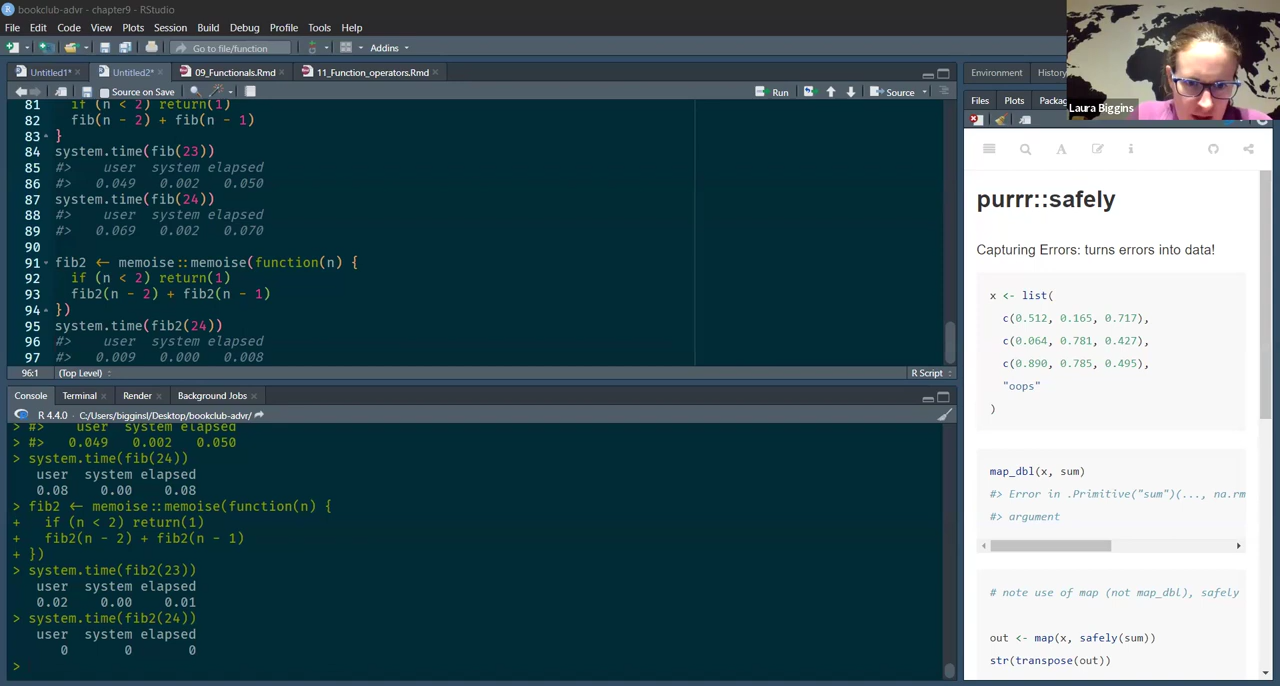 bookclub-advr - chapter9 - RStudio
File Edit Code View Plots Session Build Debug Profile Tools Help
Go to file/function Addins
Untitled1* Untitled2* 09_Functionals.Rmd 11_Function_operators.Rmd
Source on Save Run Source
81 if (n < 2) return(1)
82 fib(n - 2) + fib(n - 1)
83 }
84 system.time(fib(23))
85 #> user system elapsed
86 #> 0.049 0.002 0.050
87 system.time(fib(24))
88 #> user system elapsed
89 #> 0.069 0.002 0.070
90
91 fib2 ← memoise::memoise(function(n) {
92 if (n < 2) return(1)
93 fib2(n - 2) + fib2(n - 1)
94 })
95 system.time(fib2(24))
96 #> user system elapsed
97 #> 0.009 0.000 0.008
96:1 (Top Level) R Script
Console Terminal Render Background Jobs
R 4.4.0 · C:/Users/bigginsl/Desktop/bookclub-advr/
> #> user system elapsed
> #> 0.049 0.002 0.050
> system.time(fib(24))
user system elapsed
0.08 0.00 0.08
> fib2 ← memoise::memoise(function(n) {
+ if (n < 2) return(1)
+ fib2(n - 2) + fib2(n - 1)
+ })
> system.time(fib2(23))
user system elapsed
0.02 0.00 0.01
> system.time(fib2(24))
user system elapsed
0 0 0
>
Environment History
Laura Biggins
Files Plots Packag
purrr::safely
Capturing Errors: turns errors into data!
x <- list(
c(0.512, 0.165, 0.717),
c(0.064, 0.781, 0.427),
c(0.890, 0.785, 0.495),
"oops"
)
map_dbl(x, sum)
#> Error in .Primitive("sum")(..., na.rm
#> argument
# note use of map (not map_dbl), safely
out <- map(x, safely(sum))
str(transpose(out))